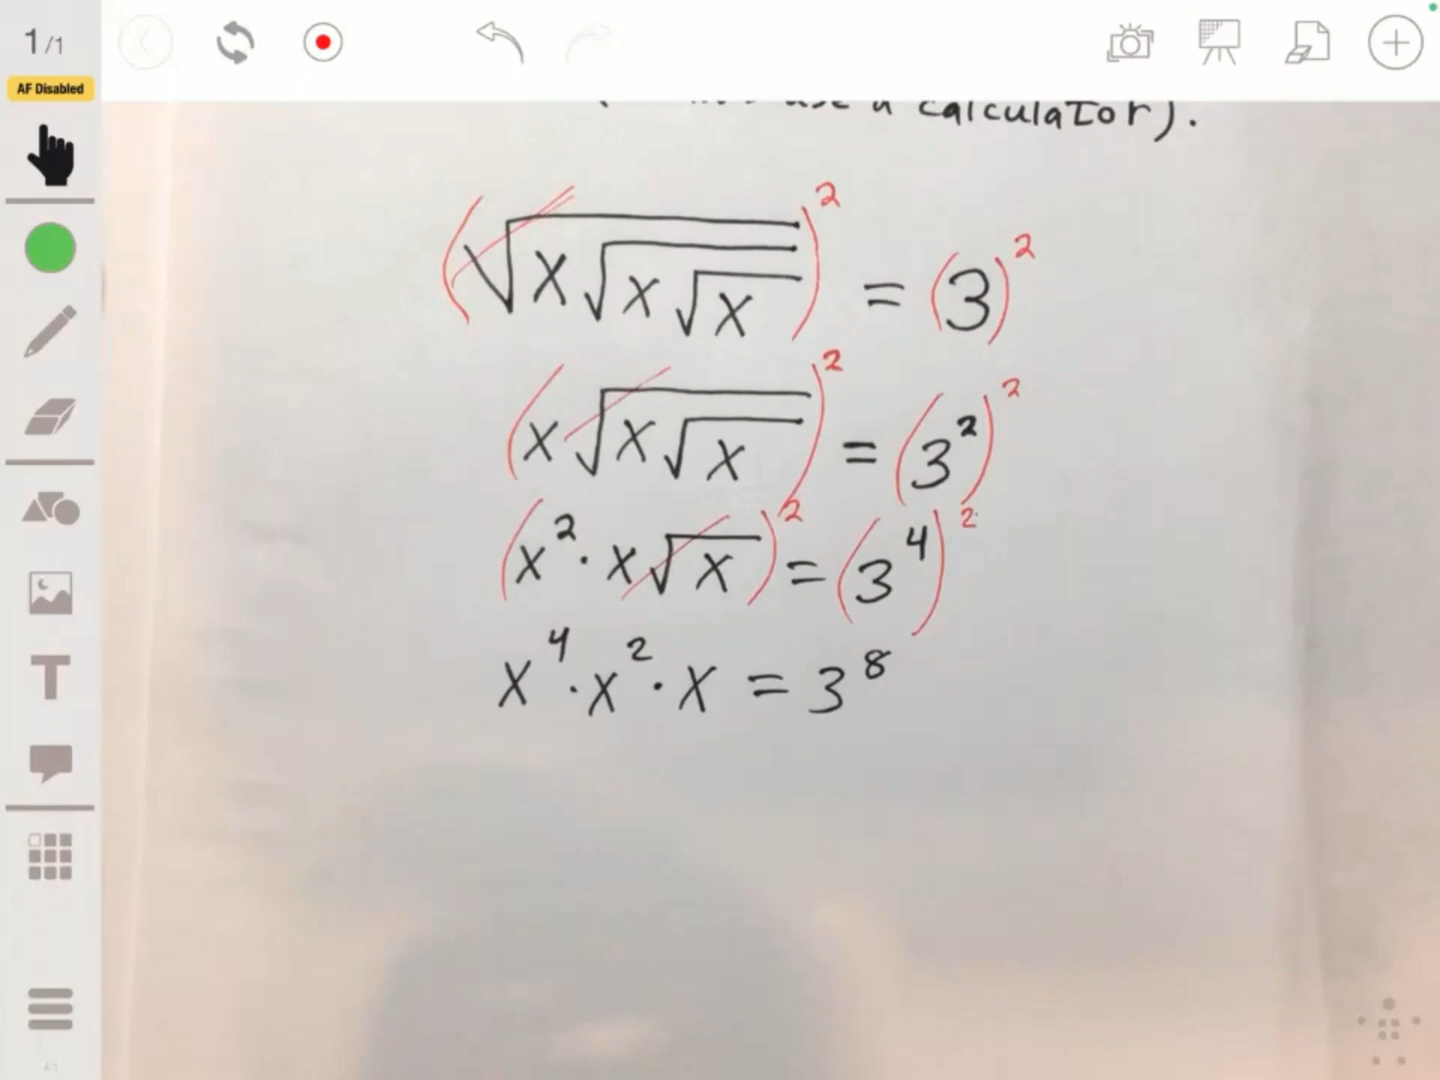 1/1
AF Disabled
a calculator).
(√(x√(x√x)))² = (3)²
(x√(x√x))² = (3²)²
(x²·x√x)² = (3⁴)²
x⁴·x²·x = 3⁸
T